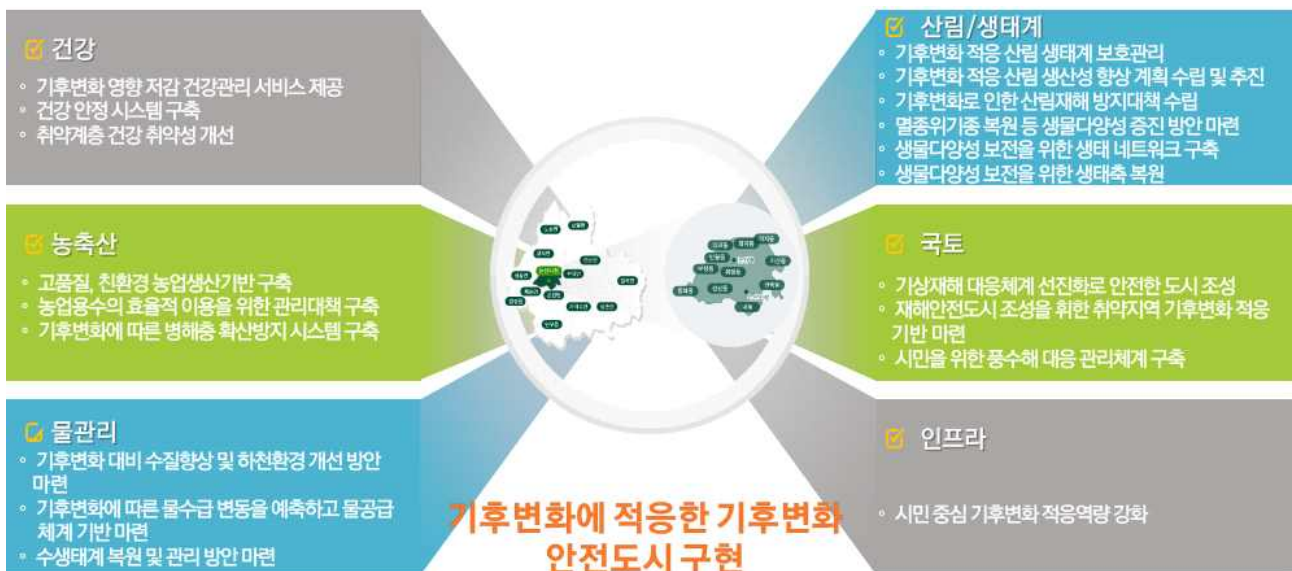 건강
◦ 기후변화 영향 저감 건강관리 서비스 제공
◦ 건강 안정 시스템 구축
◦ 취약계층 건강 취약성 개선
농축산
◦ 고품질, 친환경 농업생산기반 구축
◦ 농업용수의 효율적 이용을 위한 관리대책 구축
◦ 기후변화에 따른 병해충 확산방지 시스템 구축
물관리
◦ 기후변화 대비 수질향상 및 하천환경 개선 방안
마련
◦ 기후변화에 따른 물수급 변동을 예측하고 물공급
체계 기반 마련
◦ 수생태계 복원 및 관리 방안 마련
산림/생태계
◦ 기후변화 적응 산림 생태계 보호관리
◦ 기후변화 적응 산림 생산성 향상 계획 수립 및 추진
◦ 기후변화로 인한 산림재해 방지대책 수립
◦ 멸종위기종 복원 등 생물다양성 증진 방안 마련
◦ 생물다양성 보전을 위한 생태 네트워크 구축
◦ 생물다양성 보전을 위한 생태축 복원
국토
◦ 기상재해 대응체계 선진화로 안전한 도시 조성
◦ 재해안전도시 조성을 휘한 취약지역 기후변화 적응
기반 마련
◦ 시민을 위한 풍수해 대응 관리체계 구축
인프라
◦ 시민 중심 기후변화 적응역량 강화
기후변화에 적응한 기후변화
안전도시 구현